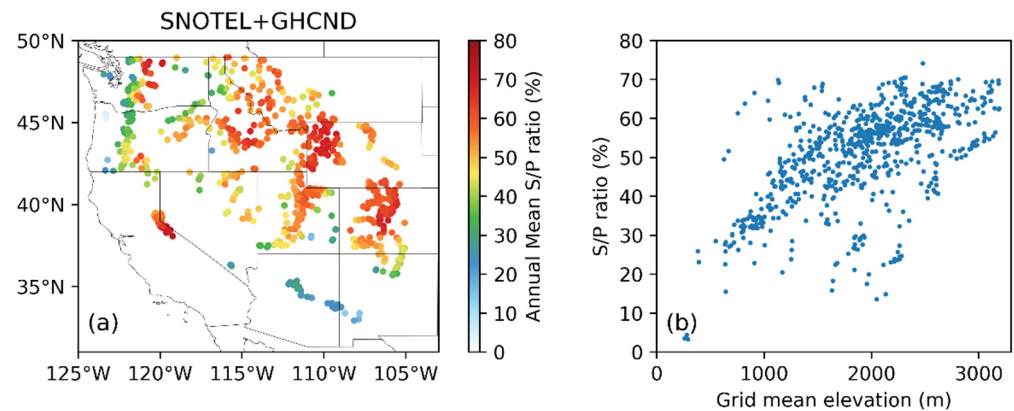 SNOTEL+GHCND
50°N
45°N
40°N
35°N
(a)
125°W 120°W 115°W 110°W 105°W
80
70
60
50
40
30
20
10
0
Annual Mean S/P ratio (%)
80
70
60
50
40
30
20
10
0
S/P ratio (%)
(b)
0 1000 2000 3000
Grid mean elevation (m)